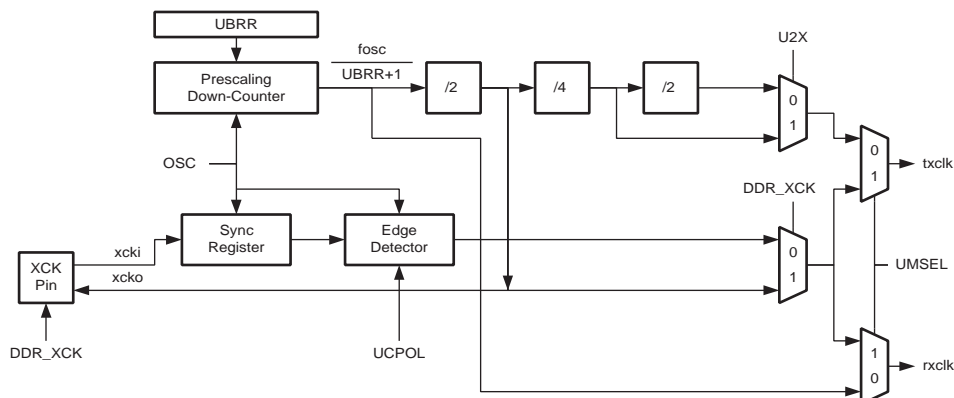 UBRR
fosc
UBRR+1
U2X
Prescaling
Down-Counter
/2
/4
/2
0
1
OSC
0
1
txclk
DDR_XCK
Sync
Register
Edge
Detector
0
1
xcki
xcko
XCK
Pin
UMSEL
DDR_XCK
UCPOL
1
0
rxclk